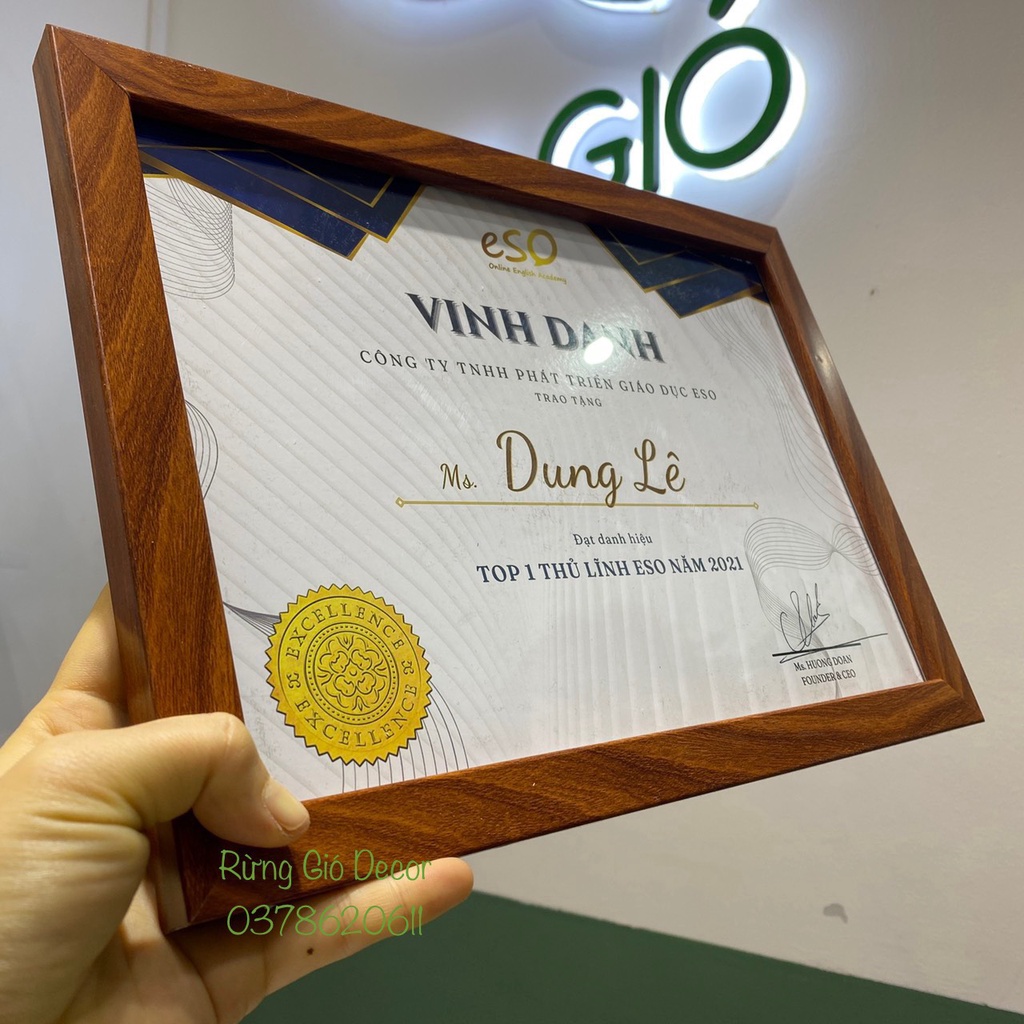 GIÓ
eSO
Online English Academy
VINH DANH
CÔNG TY TNHH PHÁT TRIỂN GIÁO DỤC ESO
TRAO TẶNG
Ms. Dung Lê
Đạt danh hiệu
TOP 1 THỦ LĨNH ESO NĂM 2021
EXCELLENCE
EXCELLENCE
Ms. HUONG DOAN
FOUNDER & CEO
Rừng Gió Decor
0378620611